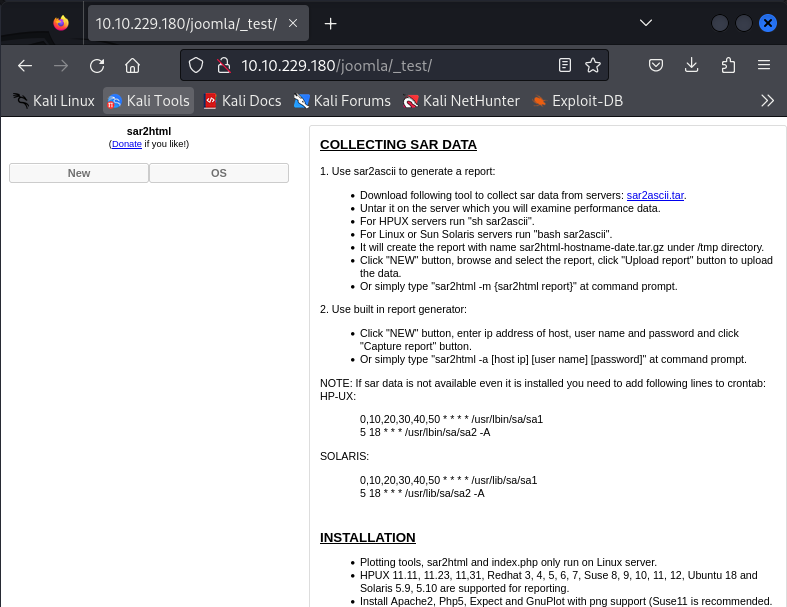 10.10.229.180/joomla/_test/
10.10.229.180/joomla/_test/
Kali Linux Kali Tools Kali Docs Kali Forums Kali NetHunter Exploit-DB
sar2html
(Donate if you like!)
New OS
COLLECTING SAR DATA
1. Use sar2ascii to generate a report:
• Download following tool to collect sar data from servers: sar2ascii.tar.
• Untar it on the server which you will examine performance data.
• For HPUX servers run "sh sar2ascii".
• For Linux or Sun Solaris servers run "bash sar2ascii".
• It will create the report with name sar2html-hostname-date.tar.gz under /tmp directory.
• Click "NEW" button, browse and select the report, click "Upload report" button to upload
the data.
• Or simply type "sar2html -m {sar2html report}" at command prompt.
2. Use built in report generator:
• Click "NEW" button, enter ip address of host, user name and password and click
"Capture report" button.
• Or simply type "sar2html -a [host ip] [user name] [password]" at command prompt.
NOTE: If sar data is not available even it is installed you need to add following lines to crontab:
HP-UX:
0,10,20,30,40,50 * * * * /usr/lbin/sa/sa1
5 18 * * * /usr/lbin/sa/sa2 -A
SOLARIS:
0,10,20,30,40,50 * * * * /usr/lib/sa/sa1
5 18 * * * /usr/lib/sa/sa2 -A
INSTALLATION
• Plotting tools, sar2html and index.php only run on Linux server.
• HPUX 11.11, 11.23, 11,31, Redhat 3, 4, 5, 6, 7, Suse 8, 9, 10, 11, 12, Ubuntu 18 and
Solaris 5.9, 5.10 are supported for reporting.
• Install Apache2, Php5, Expect and GnuPlot with png support (Suse11 is recommended.